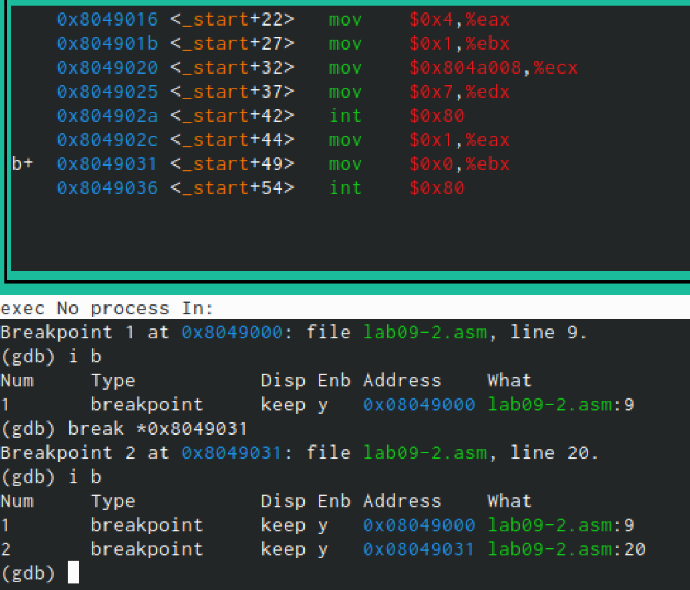 0x8049016 <_start+22> mov $0x4,%eax
0x804901b <_start+27> mov $0x1,%ebx
0x8049020 <_start+32> mov $0x804a008,%ecx
0x8049025 <_start+37> mov $0x7,%edx
0x804902a <_start+42> int $0x80
0x804902c <_start+44> mov $0x1,%eax
b+ 0x8049031 <_start+49> mov $0x0,%ebx
0x8049036 <_start+54> int $0x80
exec No process In:
Breakpoint 1 at 0x8049000: file lab09-2.asm, line 9.
(gdb) i b
Num Type Disp Enb Address What
1 breakpoint keep y 0x08049000 lab09-2.asm:9
(gdb) break *0x8049031
Breakpoint 2 at 0x8049031: file lab09-2.asm, line 20.
(gdb) i b
Num Type Disp Enb Address What
1 breakpoint keep y 0x08049000 lab09-2.asm:9
2 breakpoint keep y 0x08049031 lab09-2.asm:20
(gdb)